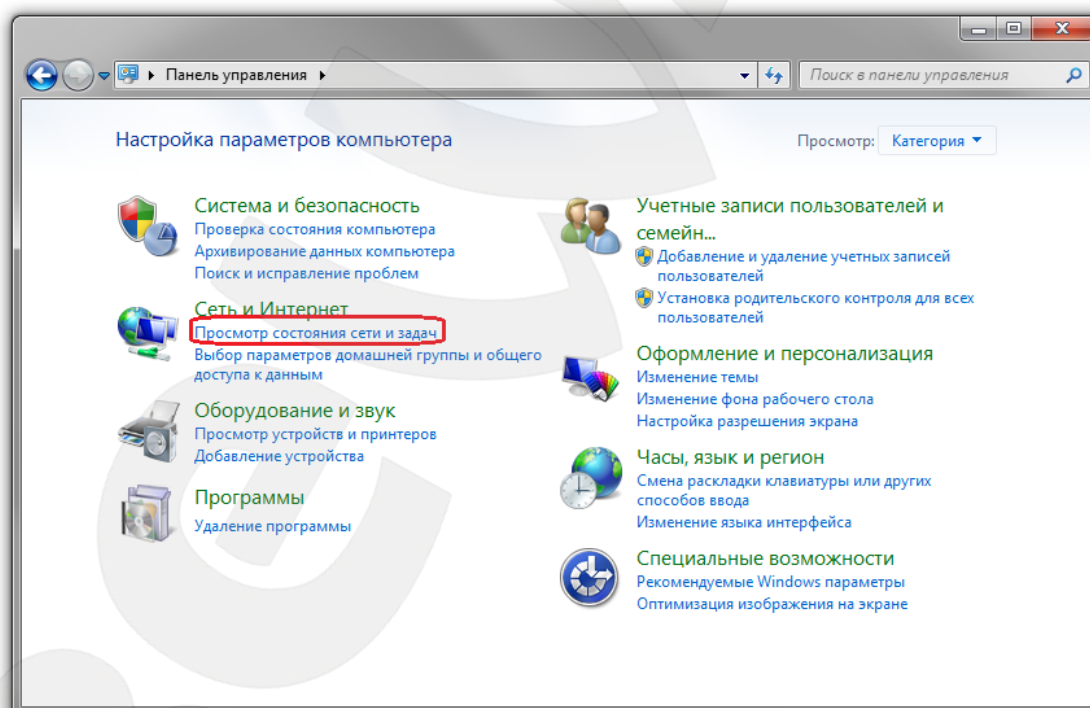 Панель управления
Поиск в панели управления
Настройка параметров компьютера
Просмотр: Категория
Система и безопасность
Проверка состояния компьютера
Архивирование данных компьютера
Поиск и исправление проблем
Сеть и Интернет
Просмотр состояния сети и задач
Выбор параметров домашней группы и общего
доступа к данным
Оборудование и звук
Просмотр устройств и принтеров
Добавление устройства
Программы
Удаление программы
Учетные записи пользователей и
семейн...
Добавление и удаление учетных записей
пользователей
Установка родительского контроля для всех
пользователей
Оформление и персонализация
Изменение темы
Изменение фона рабочего стола
Настройка разрешения экрана
Часы, язык и регион
Смена раскладки клавиатуры или других
способов ввода
Изменение языка интерфейса
Специальные возможности
Рекомендуемые Windows параметры
Оптимизация изображения на экране